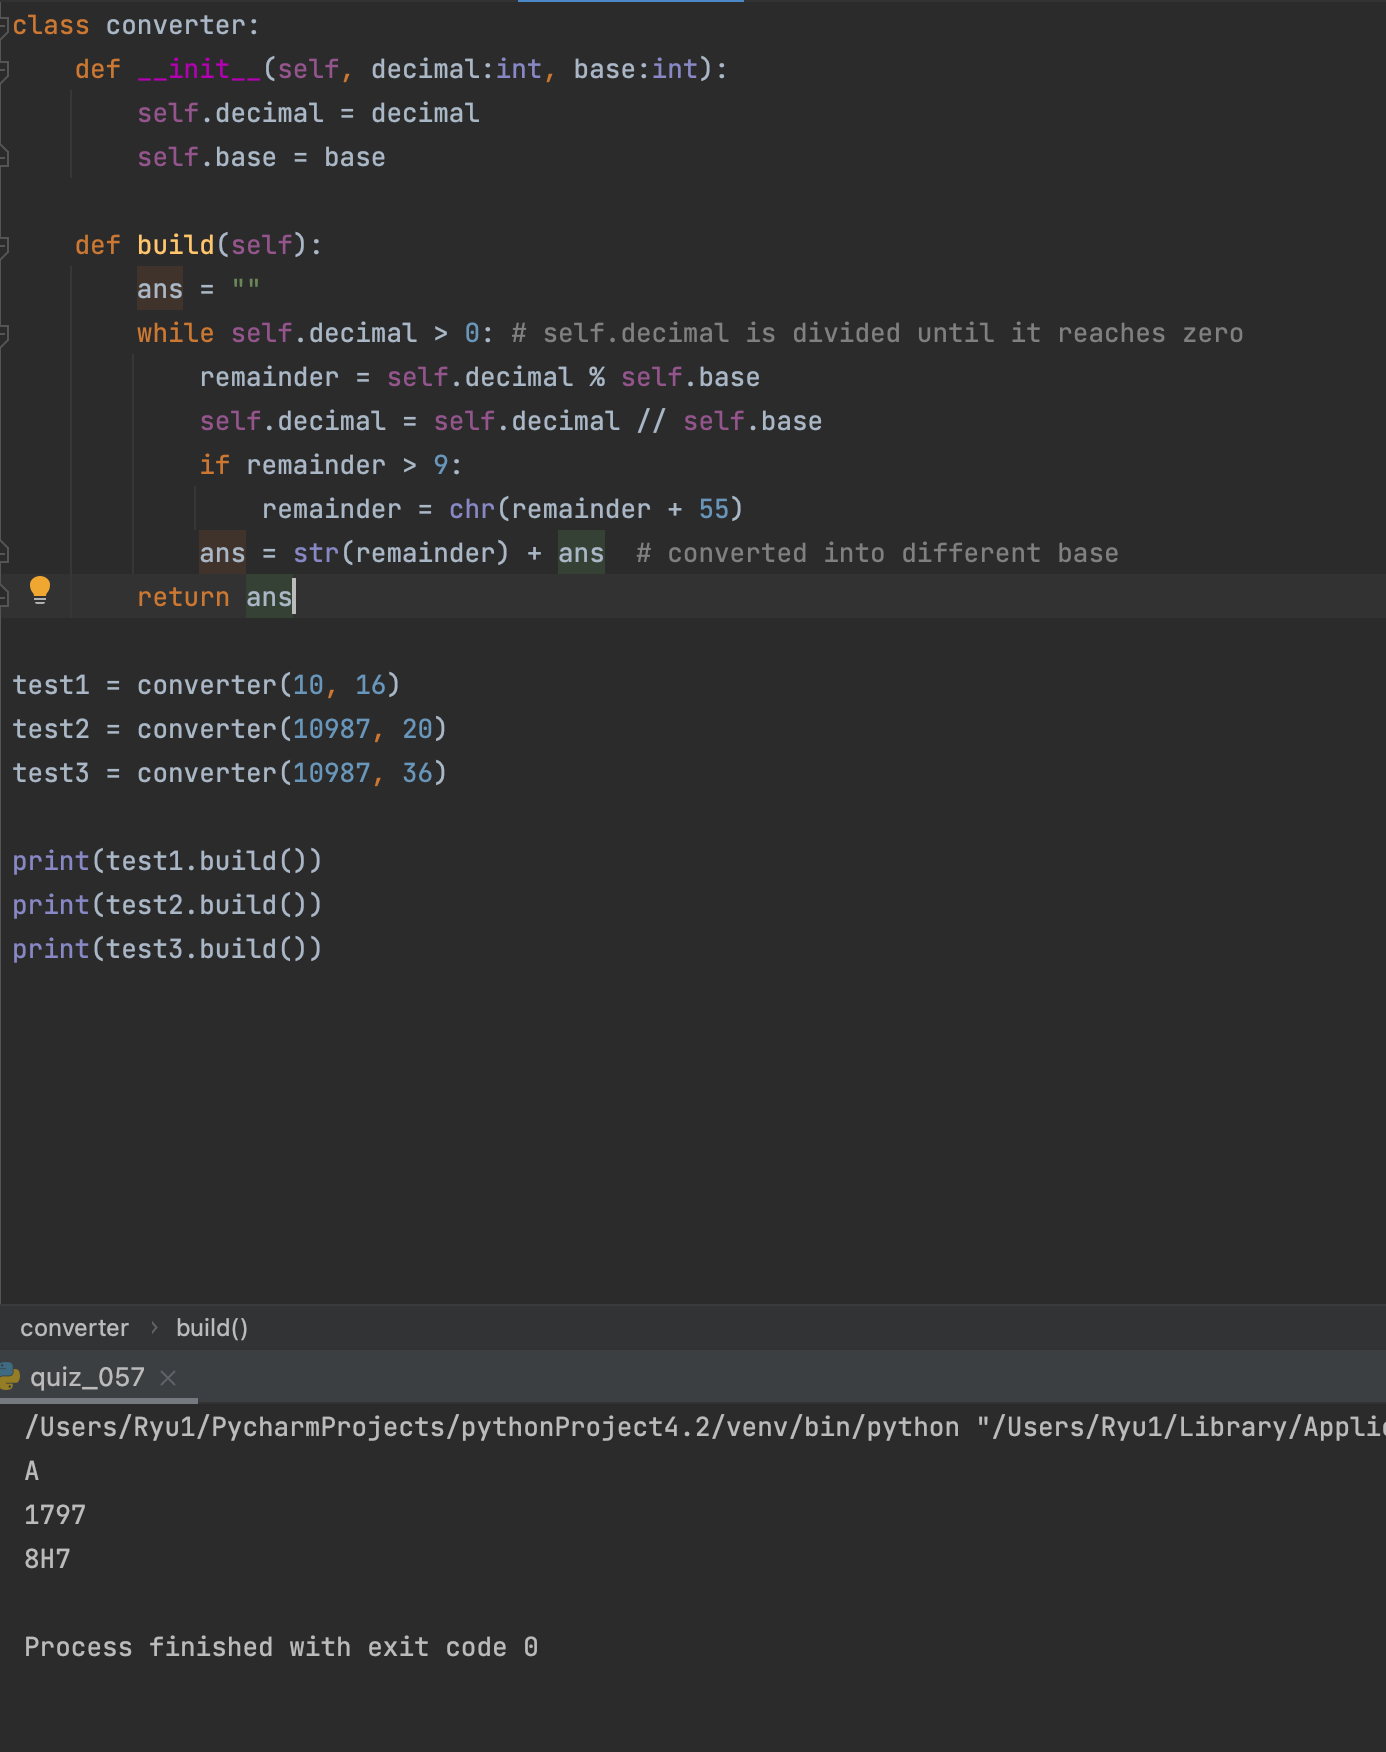 class converter:
    def __init__(self, decimal:int, base:int):
        self.decimal = decimal
        self.base = base
    def build(self):
        ans = ""
        while self.decimal > 0: # self.decimal is divided until it reaches zero
            remainder = self.decimal % self.base
            self.decimal = self.decimal // self.base
            if remainder > 9:
                remainder = chr(remainder + 55)
            ans = str(remainder) + ans  # converted into different base
        return ans
test1 = converter(10, 16)
test2 = converter(10987, 20)
test3 = converter(10987, 36)
print(test1.build())
print(test2.build())
print(test3.build())
converter > build()
quiz_057 ×
/Users/Ryu1/PycharmProjects/pythonProject4.2/venv/bin/python "/Users/Ryu1/Library/Applic
A
1797
8H7
Process finished with exit code 0